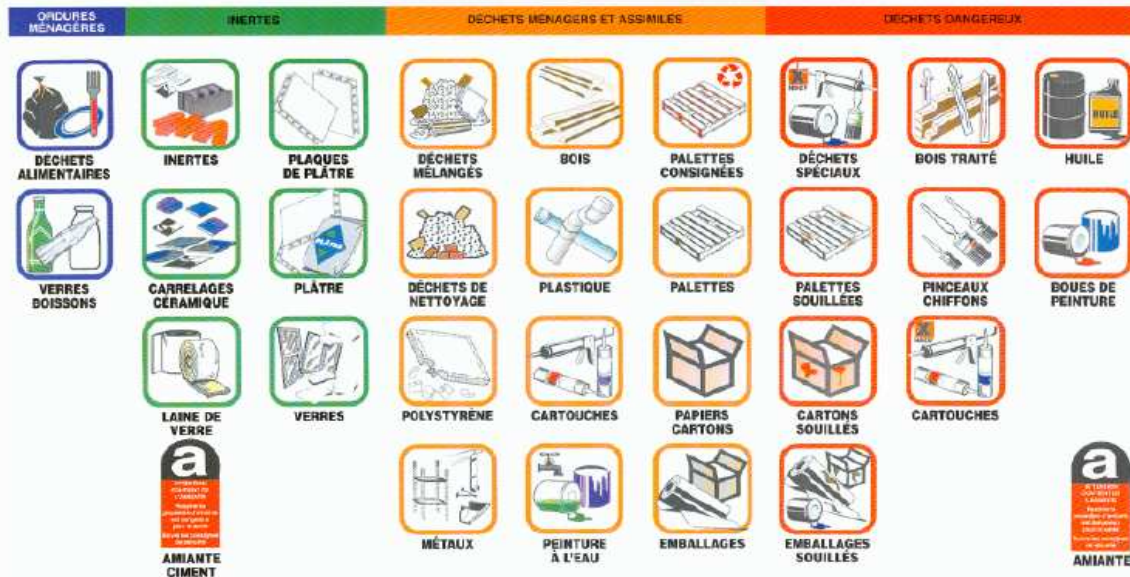 ORDURES
MÉNAGÈRES
INERTES
DÉCHETS MÉNAGERS ET ASSIMILÉS
DÉCHETS DANGEREUX
DÉCHETS
ALIMENTAIRES
INERTES
PLAQUES
DE PLÂTRE
DÉCHETS
MÉLANGÉS
BOIS
PALETTES
CONSIGNÉES
DÉCHETS
SPÉCIAUX
BOIS TRAITÉ
HUILE
HUILE
VERRES
BOISSONS
CARRELAGES
CÉRAMIQUE
PLÂTRE
PLÂTRE
DÉCHETS DE
NETTOYAGE
PLASTIQUE
PALETTES
PALETTES
SOUILLÉES
PINCEAUX
CHIFFONS
BOUES DE
PEINTURE
LAINE DE
VERRE
VERRES
POLYSTYRÈNE
CARTOUCHES
PAPIERS
CARTONS
CARTONS
SOUILLÉS
CARTOUCHES
a
AMIANTE
CIMENT
MÉTAUX
PEINTURE
À L'EAU
EMBALLAGES
EMBALLAGES
SOUILLÉS
a
AMIANTE